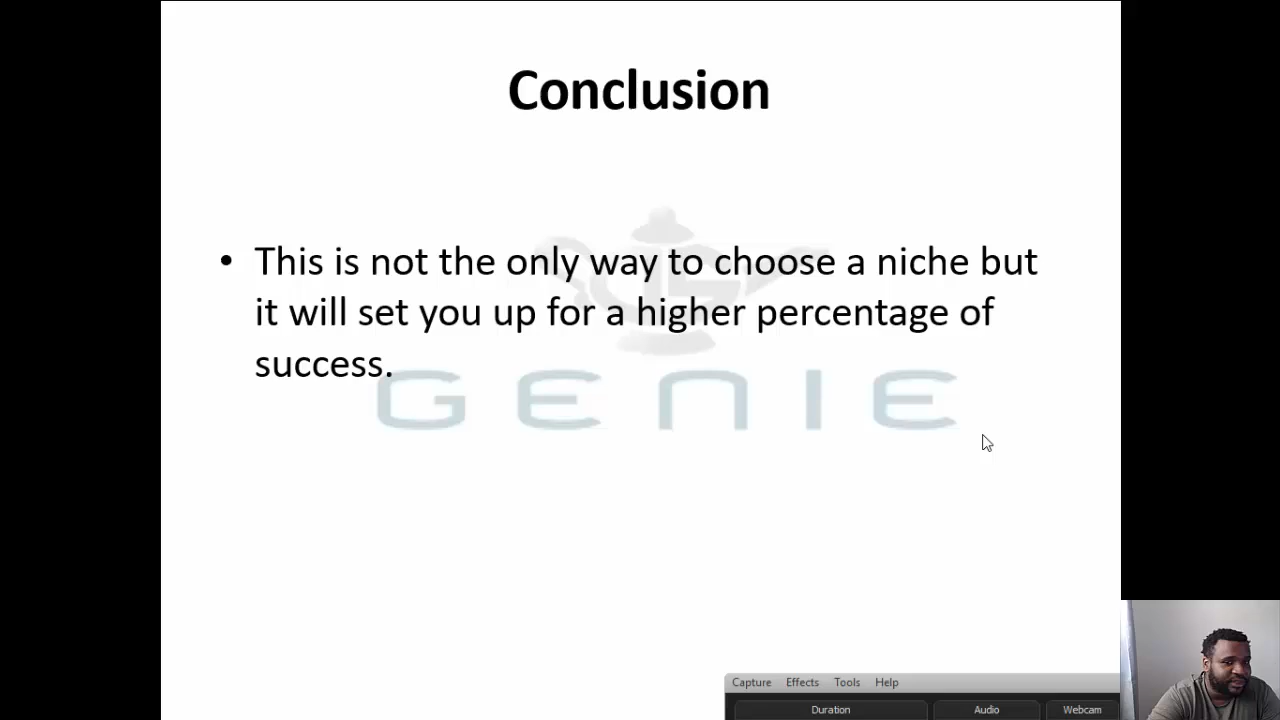 Conclusion
• This is not the only way to choose a niche but
it will set you up for a higher percentage of
success.
GENIE
Capture Effects Tools Help
Duration Audio Webcam